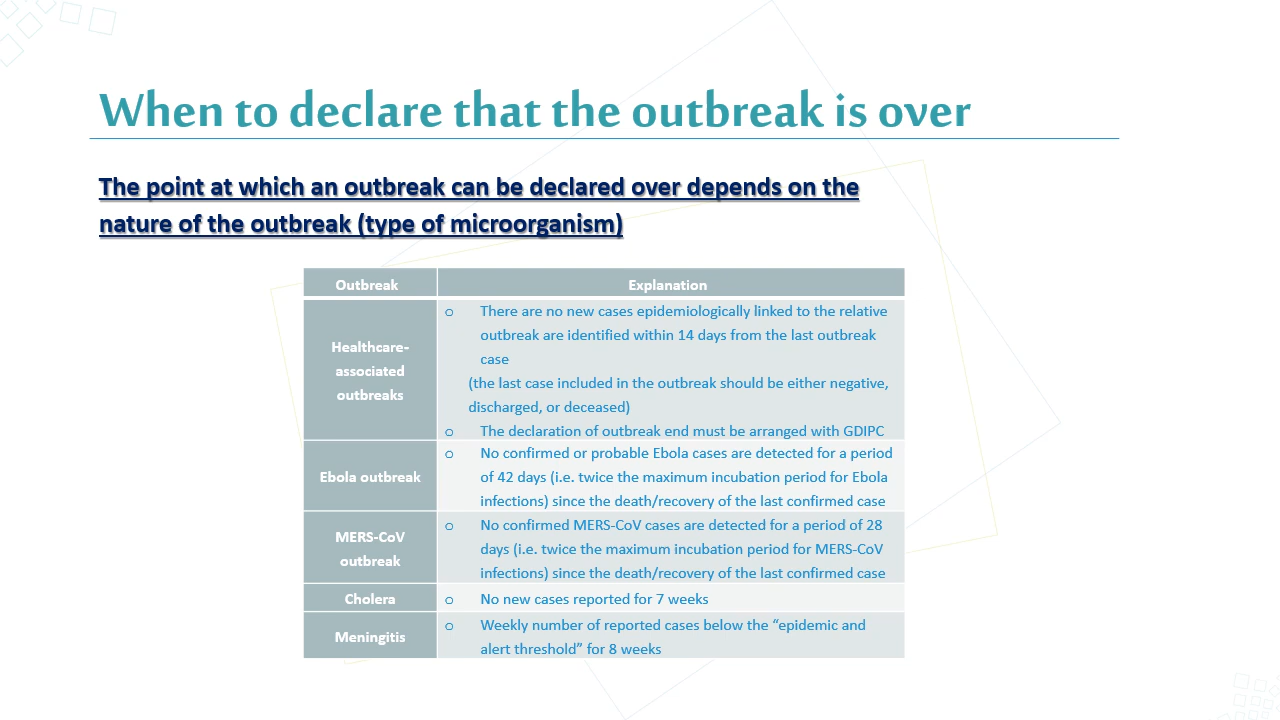 When to declare that the outbreak is over
The point at which an outbreak can be declared over depends on the
nature of the outbreak (type of microorganism)
Outbreak
Explanation
Healthcare-
associated
outbreaks
o There are no new cases epidemiologically linked to the relative
outbreak are identified within 14 days from the last outbreak
case
(the last case included in the outbreak should be either negative,
discharged, or deceased)
o The declaration of outbreak end must be arranged with GDIPC
Ebola outbreak
o No confirmed or probable Ebola cases are detected for a period
of 42 days (i.e. twice the maximum incubation period for Ebola
infections) since the death/recovery of the last confirmed case
MERS-CoV
outbreak
o No confirmed MERS-CoV cases are detected for a period of 28
days (i.e. twice the maximum incubation period for MERS-CoV
infections) since the death/recovery of the last confirmed case
Cholera
o No new cases reported for 7 weeks
Meningitis
o Weekly number of reported cases below the “epidemic and
alert threshold” for 8 weeks